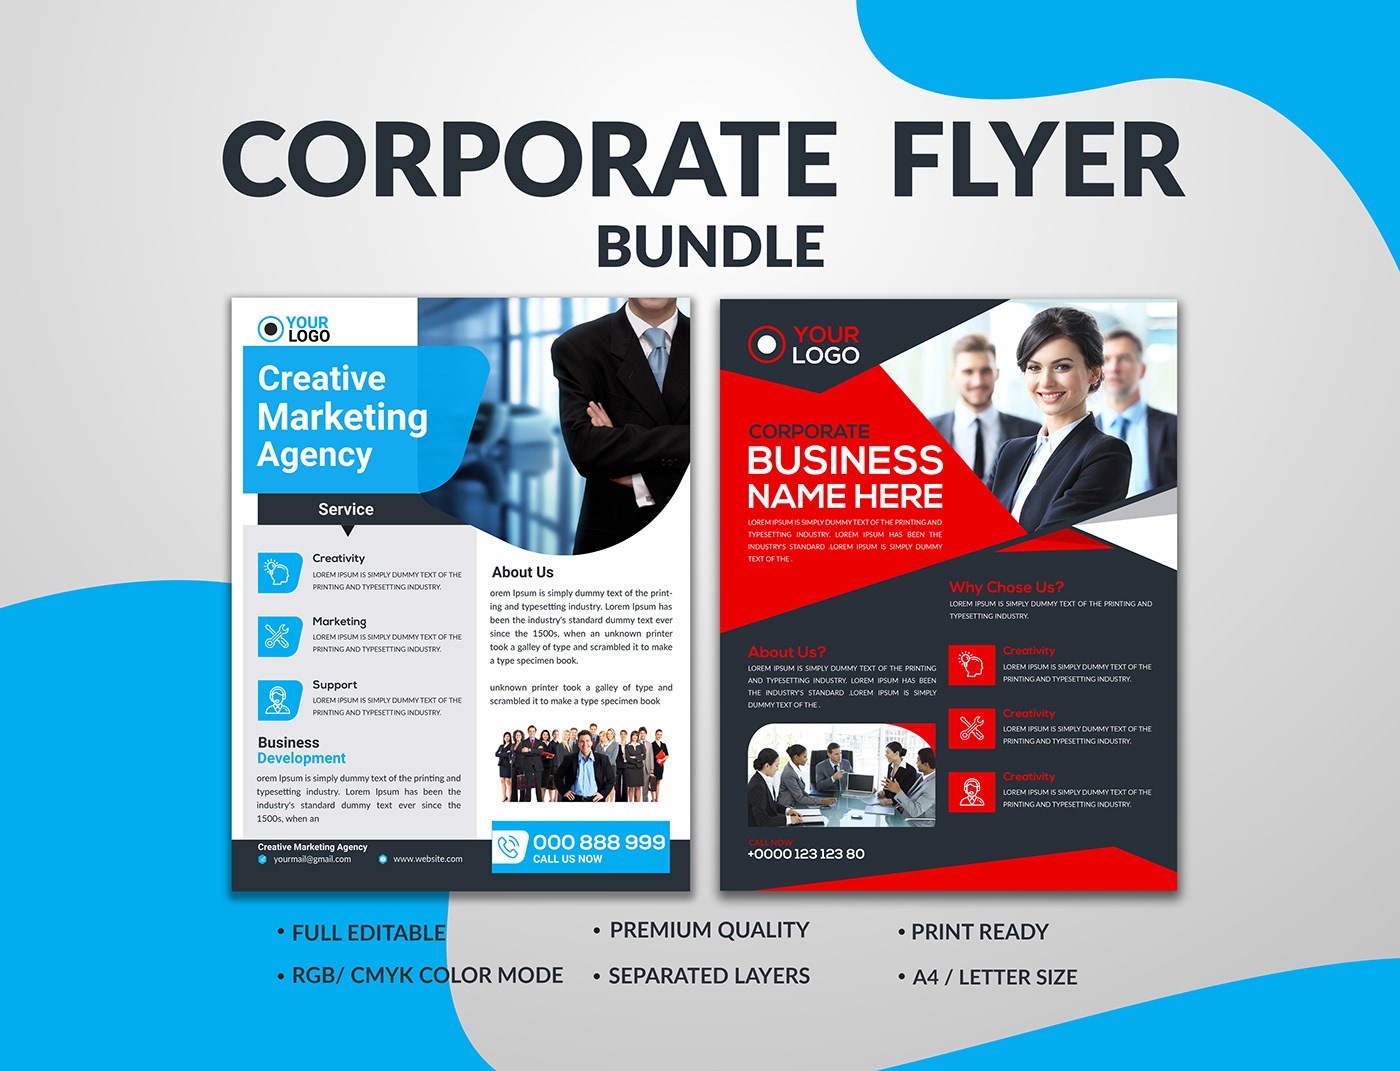 CORPORATE FLYER
BUNDLE
YOUR
LOGO
Creative
Marketing
Agency
Service
Creativity
LOREM IPSUM IS SIMPLY DUMMY TEXT OF THE
PRINTING AND TYPESETTING INDUSTRY.
Marketing
LOREM IPSUM IS SIMPLY DUMMY TEXT OF THE
PRINTING AND TYPESETTING INDUSTRY.
Support
LOREM IPSUM IS SIMPLY DUMMY TEXT OF THE
PRINTING AND TYPESETTING INDUSTRY.
Business
Development
orem Ipsum is simply dummy text of the printing and
typesetting industry. Lorem Ipsum has been the
industry's standard dummy text ever since the
1500s, when an
About Us
orem Ipsum is simply dummy text of the print-
ing and typesetting industry. Lorem Ipsum has
been the industry's standard dummy text ever
since the 1500s, when an unknown printer
took a galley of type and scrambled it to make
a type specimen book.
unknown printer took a galley of type and
scrambled it to make a type specimen book
Creative Marketing Agency
yourmail@gmail.com
www.website.com
000 888 999
CALL US NOW
YOUR
LOGO
CORPORATE
BUSINESS
NAME HERE
LOREM IPSUM IS SIMPLY DUMMY TEXT OF THE PRINTING AND
TYPESETTING INDUSTRY. LOREM IPSUM HAS BEEN THE
INDUSTRY'S STANDARD .LOREM IPSUM IS SIMPLY DUMMY
TEXT OF THE .
About Us?
LOREM IPSUM IS SIMPLY DUMMY TEXT OF THE PRINTING
AND TYPESETTING INDUSTRY. LOREM IPSUM HAS BEEN
THE INDUSTRY'S STANDARD .LOREM IPSUM IS SIMPLY
DUMMY TEXT OF THE .
CALL NOW
+0000 123 123 80
Why Chose Us?
LOREM IPSUM IS SIMPLY DUMMY TEXT OF THE PRINTING AND
TYPESETTING INDUSTRY.
Creativity
LOREM IPSUM IS SIMPLY DUMMY TEXT OF THE
PRINTING AND TYPESETTING INDUSTRY.
Creativity
LOREM IPSUM IS SIMPLY DUMMY TEXT OF THE
PRINTING AND TYPESETTING INDUSTRY.
Creativity
LOREM IPSUM IS SIMPLY DUMMY TEXT OF THE
PRINTING AND TYPESETTING INDUSTRY.
• FULL EDITABLE
• PREMIUM QUALITY
• PRINT READY
• RGB/ CMYK COLOR MODE
• SEPARATED LAYERS
• A4 / LETTER SIZE